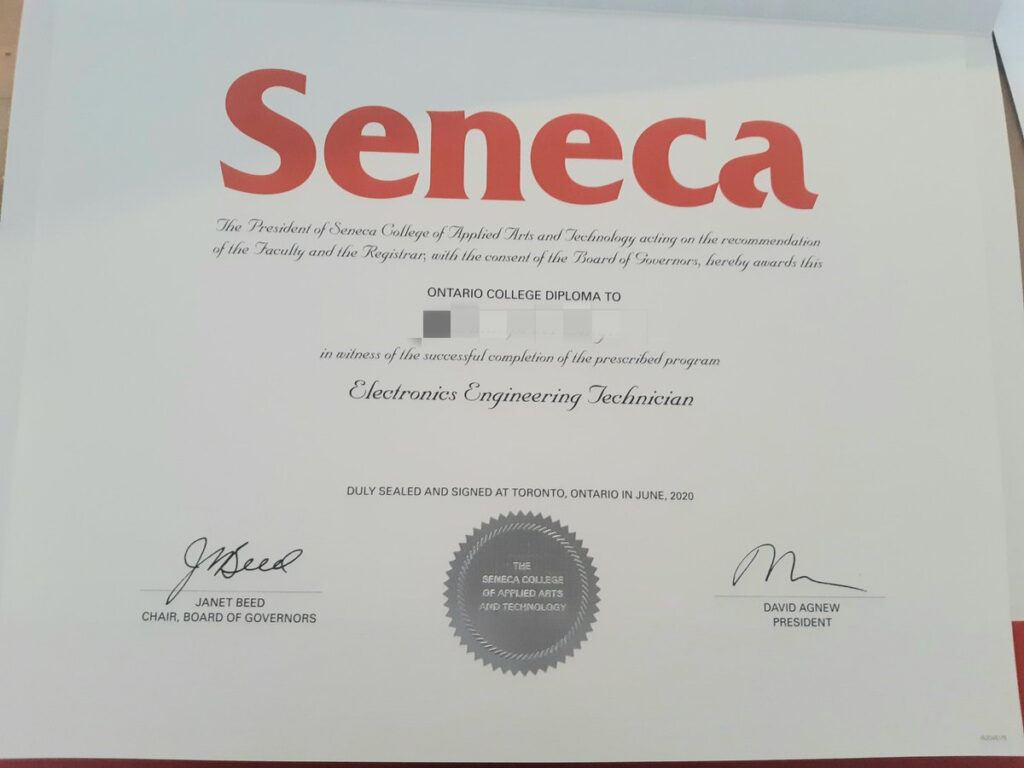 Seneca
The President of Seneca College of Applied Arts and Technology acting on the recommendation
of the Faculty and the Registrar, with the consent of the Board of Governors, hereby awards this
ONTARIO COLLEGE DIPLOMA TO
in witness of the successful completion of the prescribed program
Electronics Engineering Technician
DULY SEALED AND SIGNED AT TORONTO, ONTARIO IN JUNE, 2020
THE
SENECA COLLEGE
OF APPLIED ARTS
AND TECHNOLOGY
JANET BEED
CHAIR, BOARD OF GOVERNORS
DAVID AGNEW
PRESIDENT